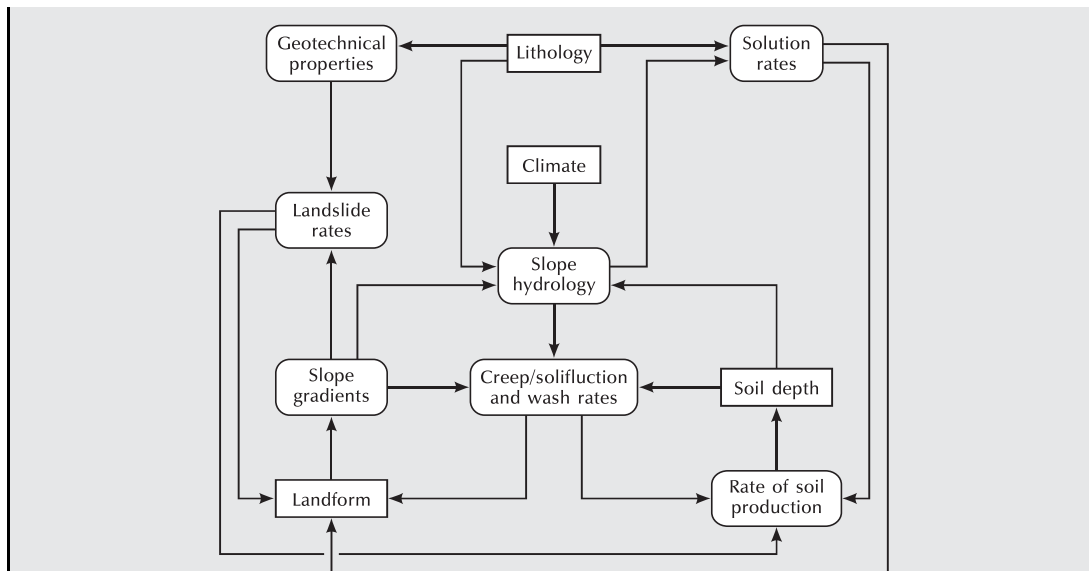 Geotechnical
properties
Lithology
Solution
rates
Climate
Landslide
rates
Slope
hydrology
Slope
gradients
Creep/solifluction
and wash rates
Soil depth
Landform
Rate of soil
production